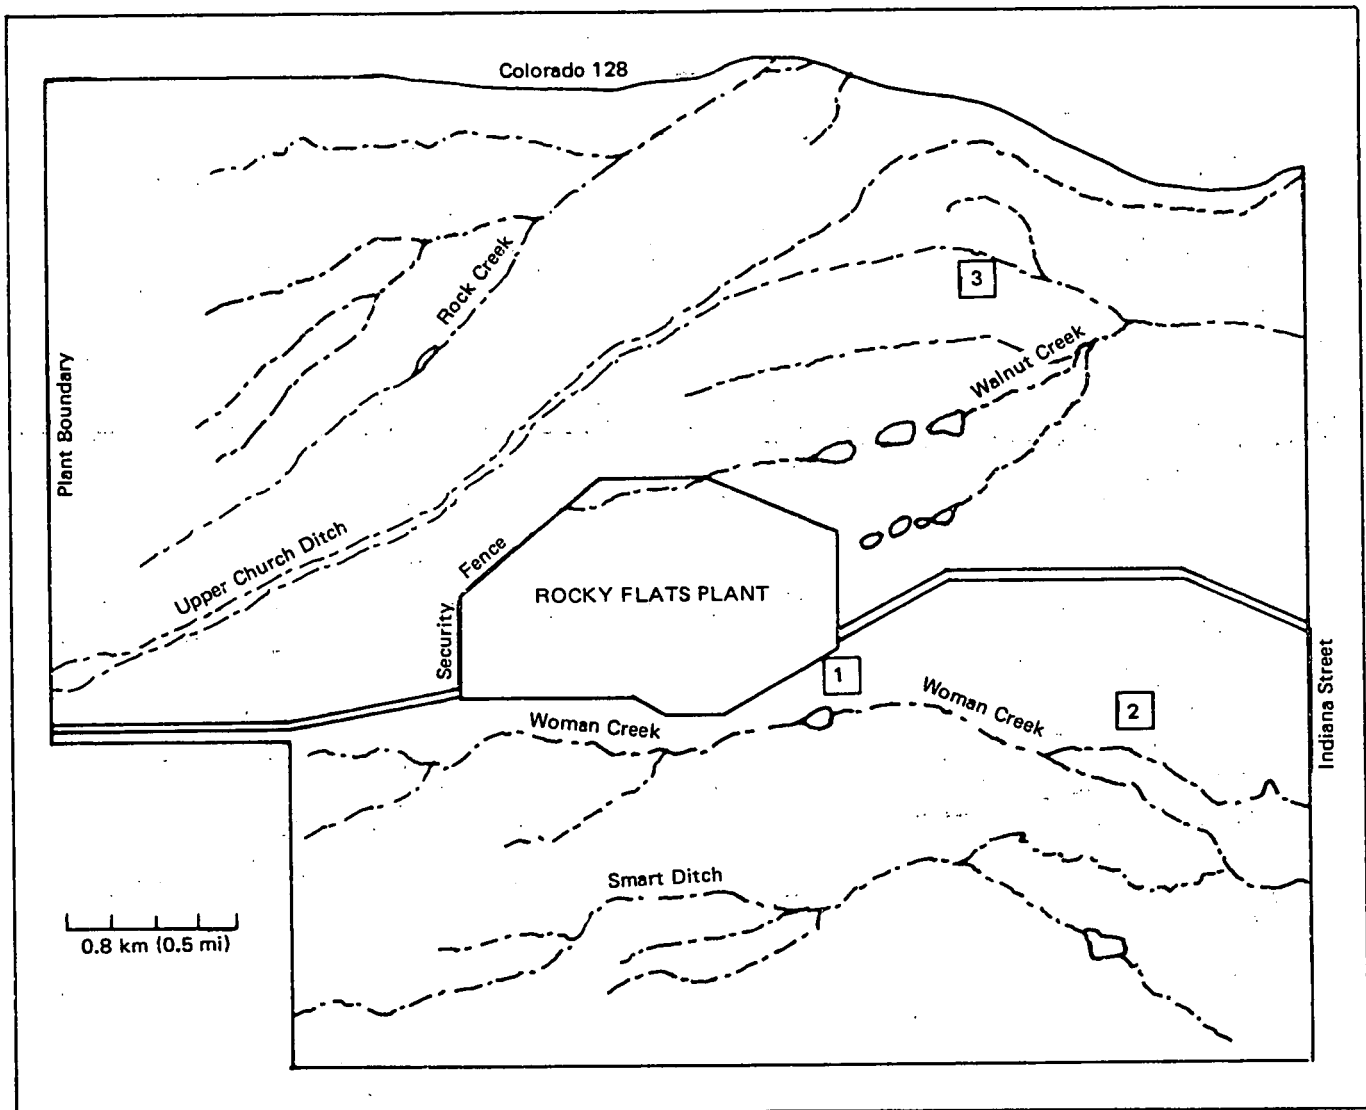 Colorado 128
Rock Creek
3
Walnut Creek
Plant Boundary
Upper Church Ditch
Fence
Security
ROCKY FLATS PLANT
1
Woman Creek
Woman Creek
2
Indiana Street
Smart Ditch
0.8 km (0.5 mi)